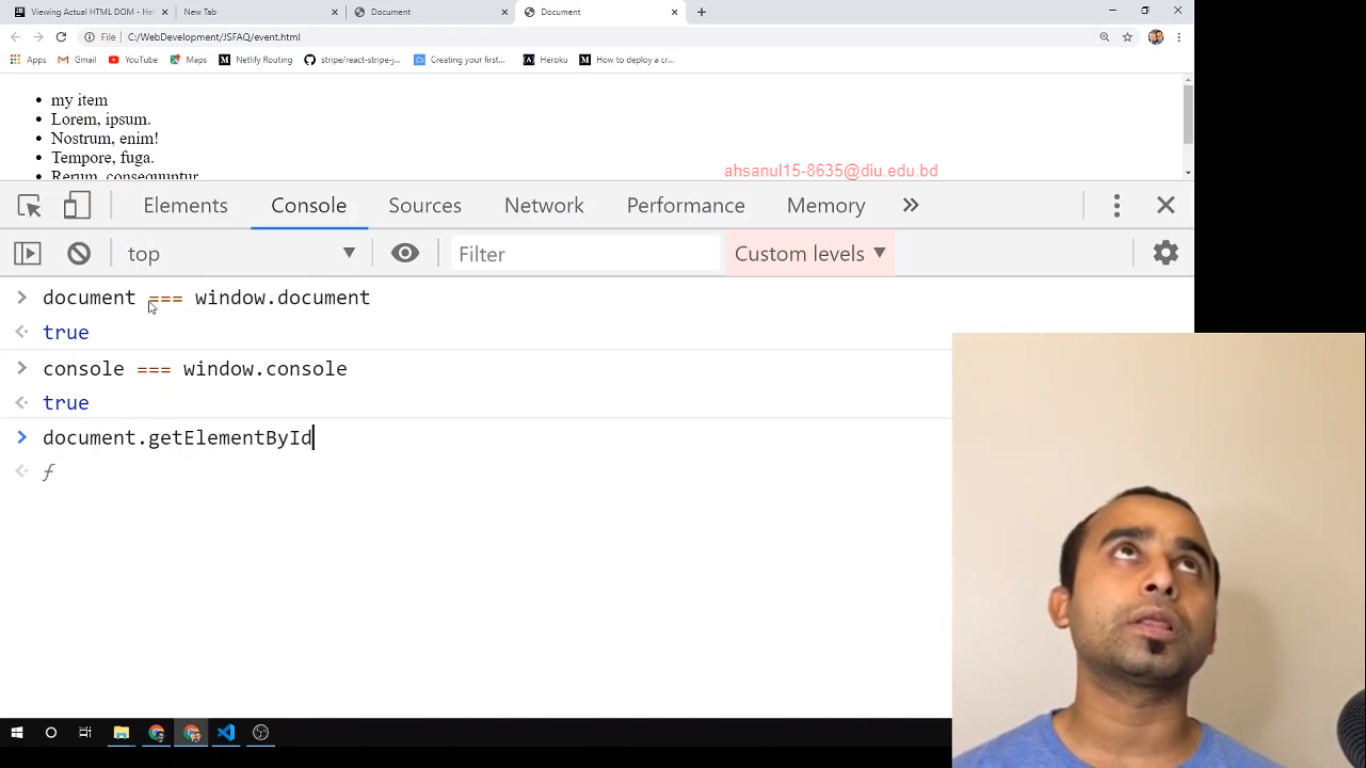 Viewing Actual HTML DOM - He
New Tab
Document
Document
File
C:/WebDevelopment/JSFAQ/event.html
Apps
Gmail
YouTube
Maps
Netlify Routing
stripe/react-stripe-j...
Creating your first...
Heroku
How to deploy a cr...
• my item
• Lorem, ipsum.
• Nostrum, enim!
• Tempore, fuga.
• Rerum, consequuntur
ahsanul15-8635@diu.edu.bd
Elements Console Sources Network Performance Memory »
top Filter Custom levels
> document === window.document
true
> console === window.console
true
> document.getElementById
f